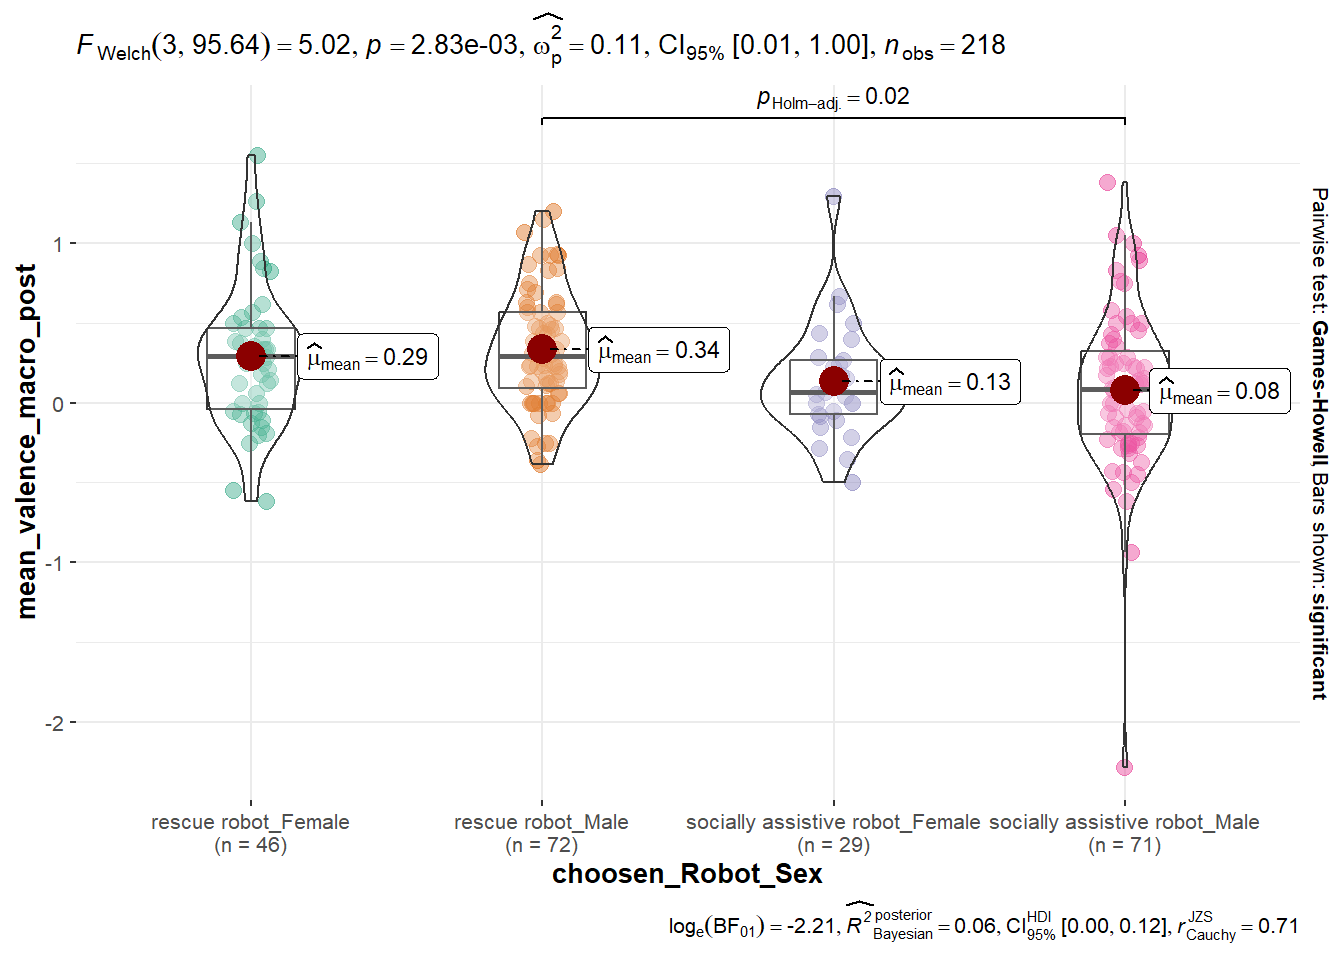 F Welch(3, 95.64) = 5.02, p = 2.83e-03, ω̂²p = 0.11, CI95% [0.01, 1.00], nobs = 218
pHolm−adj. = 0.02
mean_valence_macro_post
1
0
-1
-2
μ̂mean = 0.29
μ̂mean = 0.34
μ̂mean = 0.13
μ̂mean = 0.08
Pairwise test: Games-Howell, Bars shown: significant
rescue robot_Female
(n = 46)
rescue robot_Male
(n = 72)
socially assistive robot_Female
(n = 29)
socially assistive robot_Male
(n = 71)
choosen_Robot_Sex
loge(BF01) = -2.21, R̂² posterior Bayesian = 0.06, CI HDI 95% [0.00, 0.12], r JZS Cauchy = 0.71